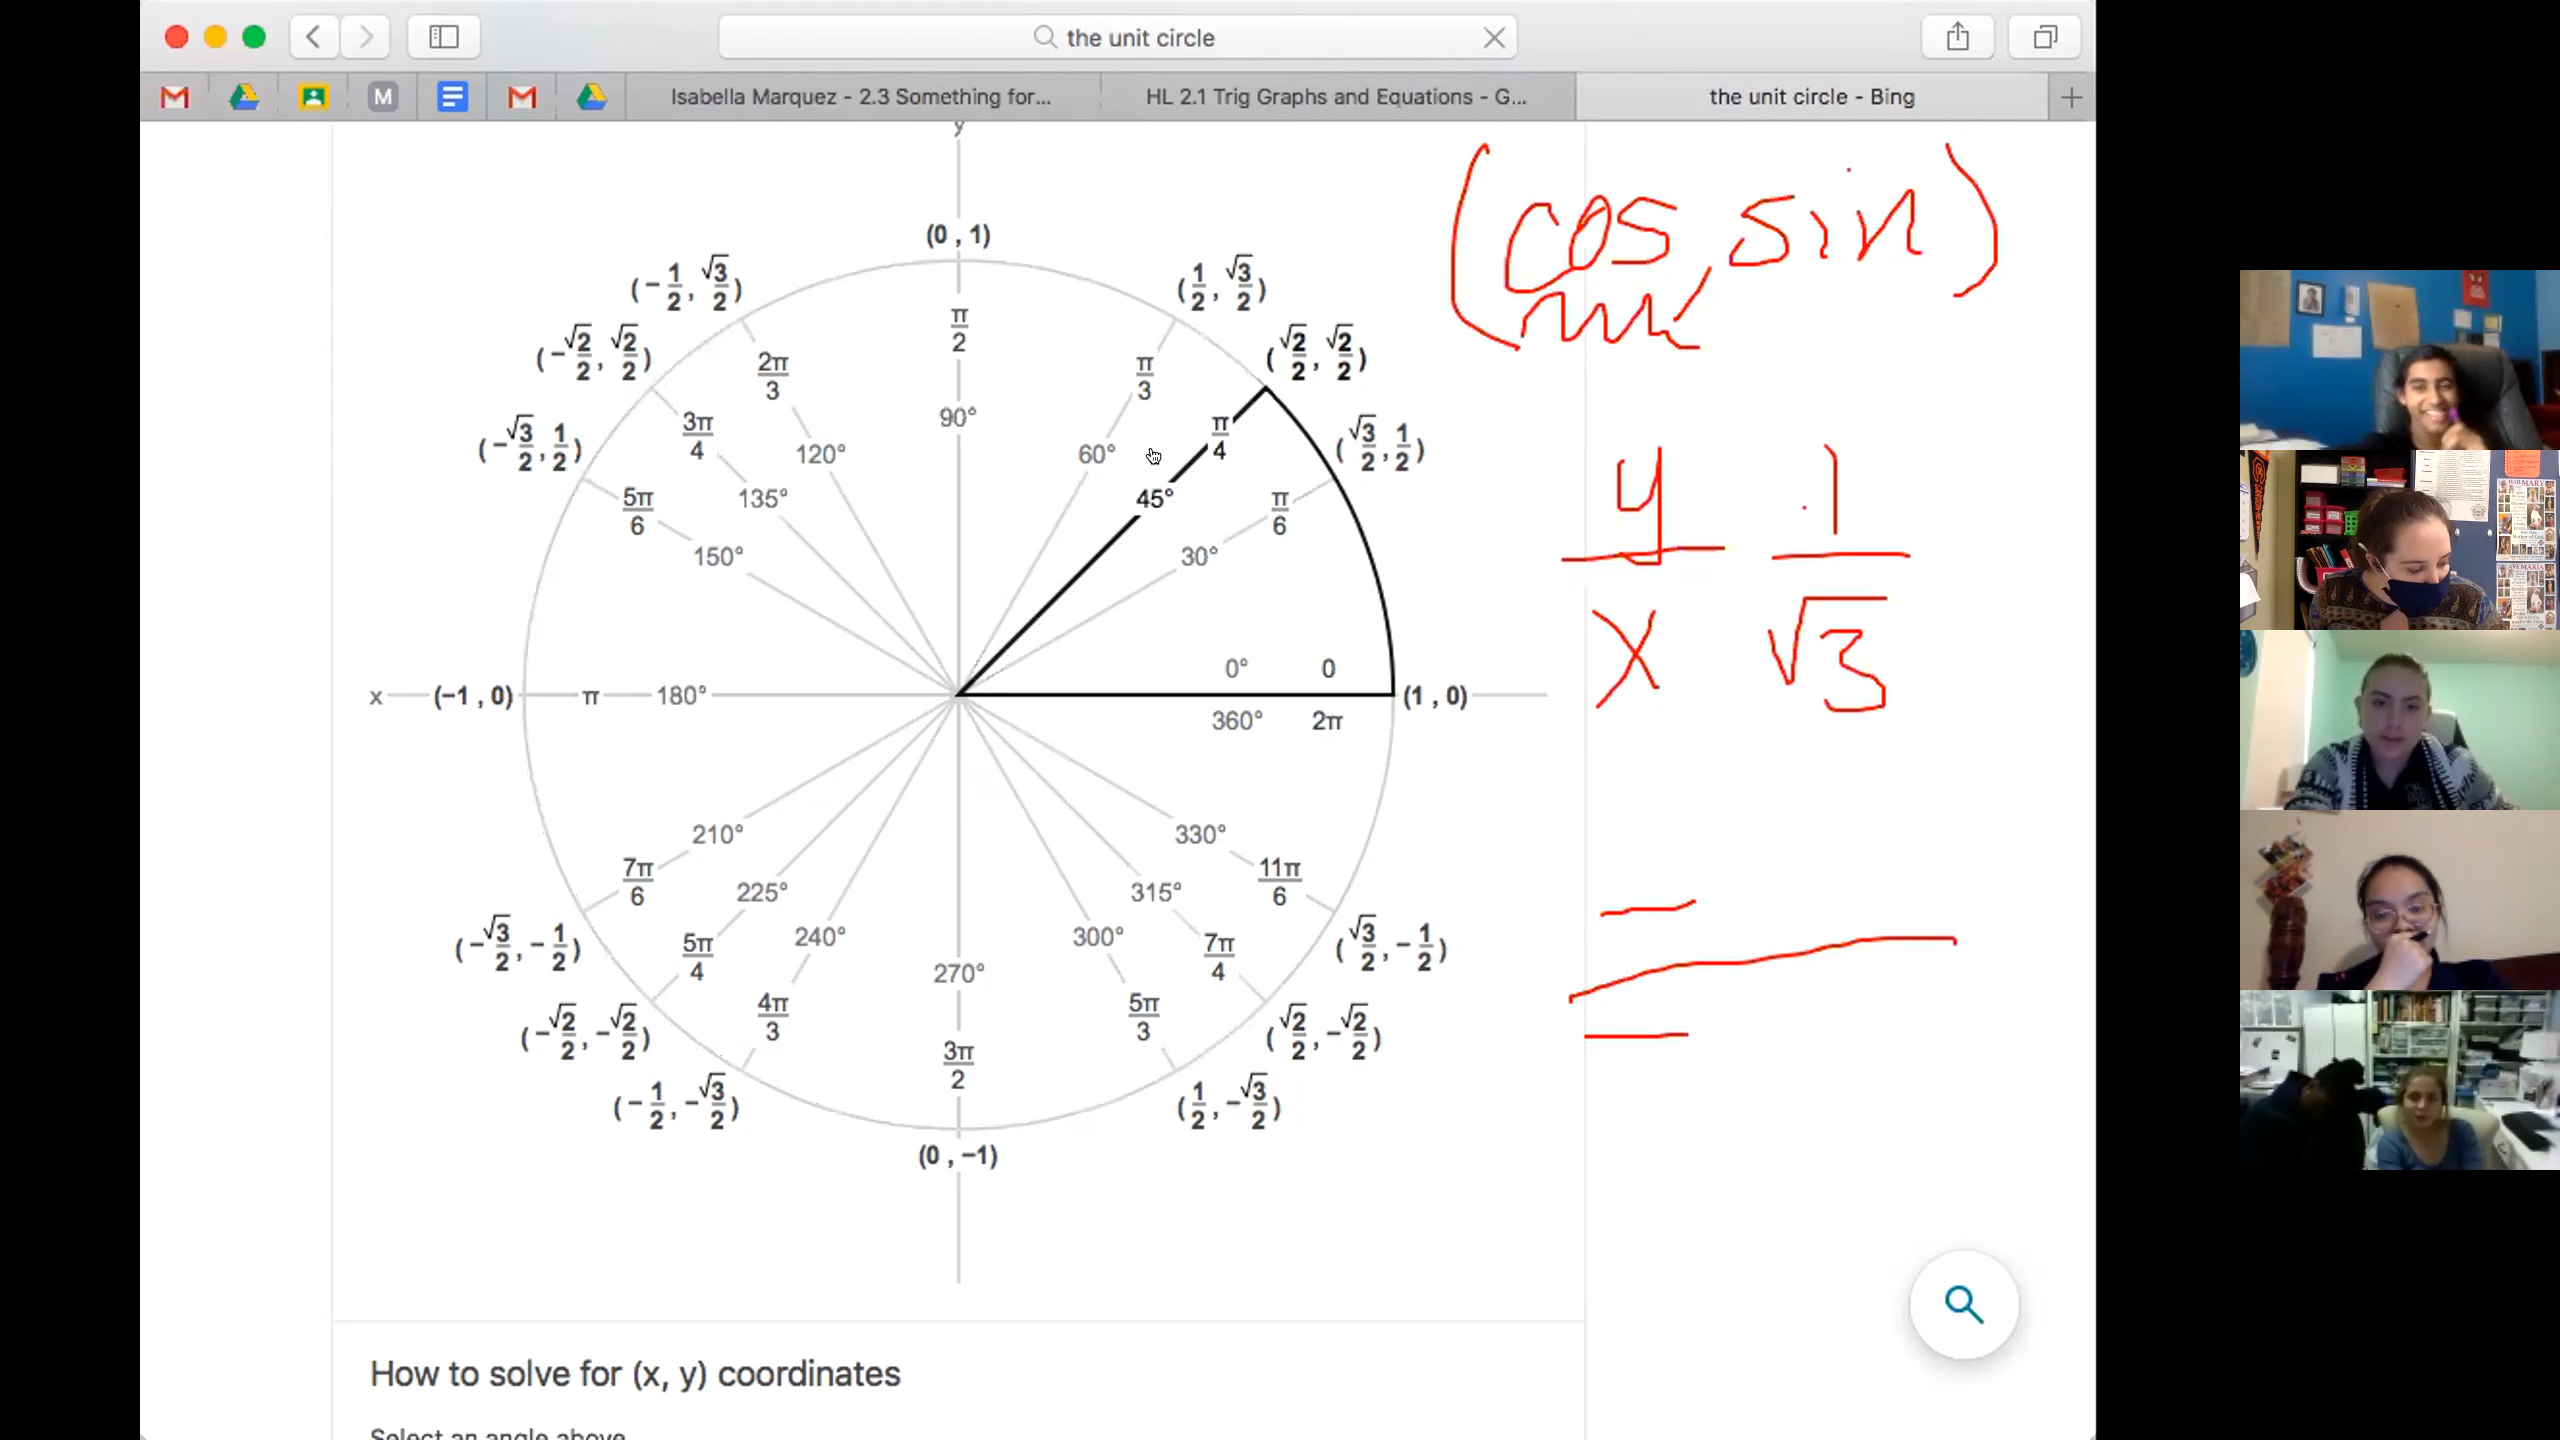 the unit circle
M
Isabella Marquez - 2.3 Something for...
HL 2.1 Trig Graphs and Equations - G...
the unit circle - Bing
y
(0 , 1)
(-1/2, √3/2)
(1/2, √3/2)
(-√2/2, √2/2)
(√2/2, √2/2)
(-√3/2, 1/2)
(√3/2, 1/2)
2π/3
π/2
π/3
3π/4
π/4
5π/6
π/6
90°
120°
60°
135°
45°
150°
30°
x (−1 , 0) π 180° 0° 0 (1 , 0)
360° 2π
210°
330°
7π/6
11π/6
225°
315°
240°
300°
5π/4
7π/4
270°
4π/3
5π/3
3π/2
(-√3/2, -1/2)
(√3/2, -1/2)
(-√2/2, -√2/2)
(√2/2, -√2/2)
(-1/2, -√3/2)
(1/2, -√3/2)
(0 , −1)
(cos, sin)
y/x 1/√3
How to solve for (x, y) coordinates
Select an angle above